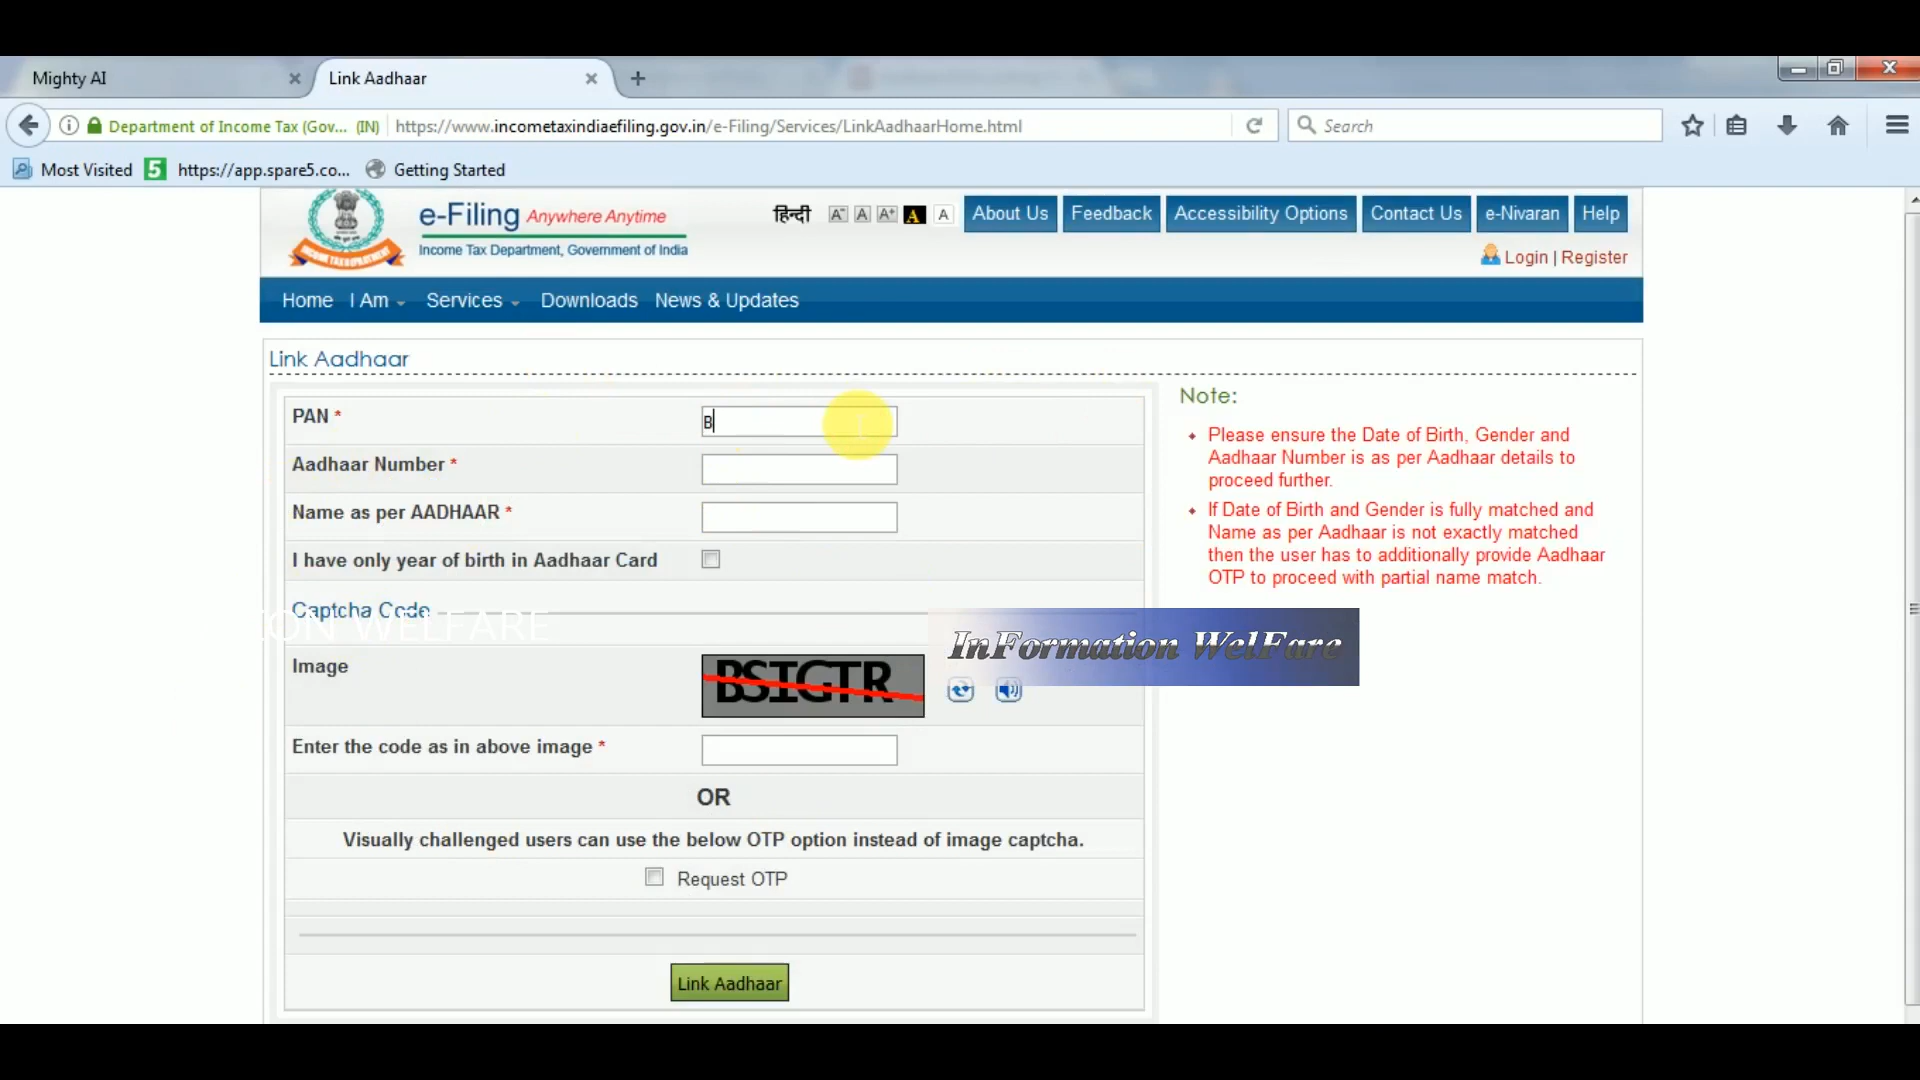 Mighty AI
Link Aadhaar
Department of Income Tax (Gov... (IN)
https://www.incometaxindiaefiling.gov.in/e-Filing/Services/LinkAadhaarHome.html
Search
Most Visited
5
https://app.spare5.co...
Getting Started
e-Filing Anywhere Anytime
Income Tax Department, Government of India
INCOME TAX DEPARTMENT
हिन्दी
A- A A+ A A
About Us
Feedback
Accessibility Options
Contact Us
e-Nivaran
Help
Login | Register
Home
I Am
Services
Downloads
News & Updates
Link Aadhaar
PAN *
B
Aadhaar Number *
Name as per AADHAAR *
I have only year of birth in Aadhaar Card
Captcha Code
ION WELFARE
InFormation WelFare
Image
BSIGTR
Enter the code as in above image *
OR
Visually challenged users can use the below OTP option instead of image captcha.
Request OTP
Link Aadhaar
Note:
Please ensure the Date of Birth, Gender and
Aadhaar Number is as per Aadhaar details to
proceed further.
If Date of Birth and Gender is fully matched and
Name as per Aadhaar is not exactly matched
then the user has to additionally provide Aadhaar
OTP to proceed with partial name match.